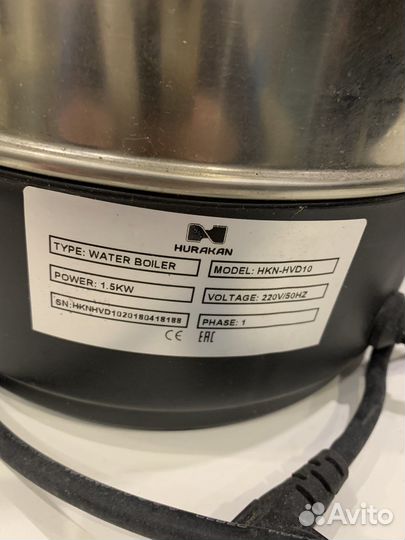 HURAKAN
TYPE: WATER BOILER
MODEL: HKN-HVD10
POWER: 1.5KW
VOLTAGE: 220V/50HZ
SN:HKNHVD1020180418188
PHASE: 1
CE EAC
Avito